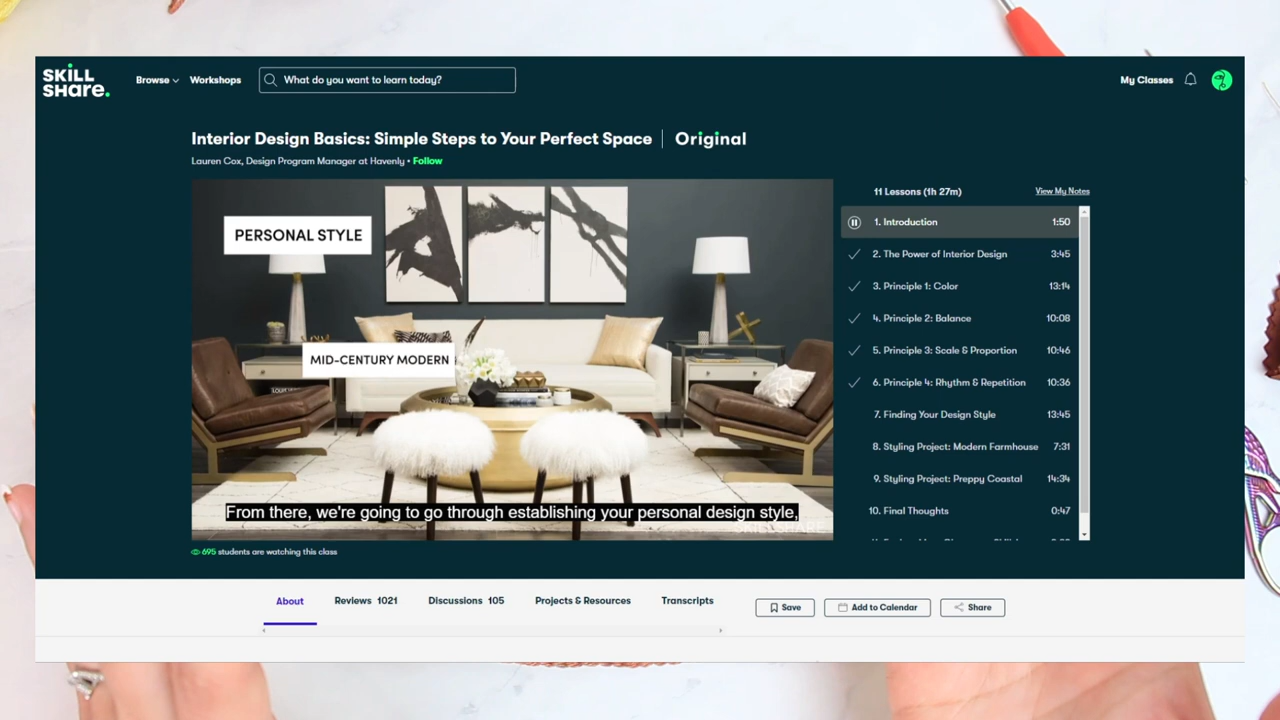 SKILL
SHARE.
Browse
Workshops
What do you want to learn today?
My Classes
Interior Design Basics: Simple Steps to Your Perfect Space
Original
Lauren Cox, Design Program Manager at Havenly • Follow
PERSONAL STYLE
MID-CENTURY MODERN
From there, we're going to go through establishing your personal design style,
SKILLSHARE
11 Lessons (1h 27m)
View My Notes
1. Introduction 1:50
2. The Power of Interior Design 3:45
3. Principle 1: Color 13:14
4. Principle 2: Balance 10:08
5. Principle 3: Scale & Proportion 10:46
6. Principle 4: Rhythm & Repetition 10:36
7. Finding Your Design Style 13:45
8. Styling Project: Modern Farmhouse 7:31
9. Styling Project: Preppy Coastal 14:34
10. Final Thoughts 0:47
695 students are watching this class
About
Reviews 1021
Discussions 105
Projects & Resources
Transcripts
Save
Add to Calendar
Share